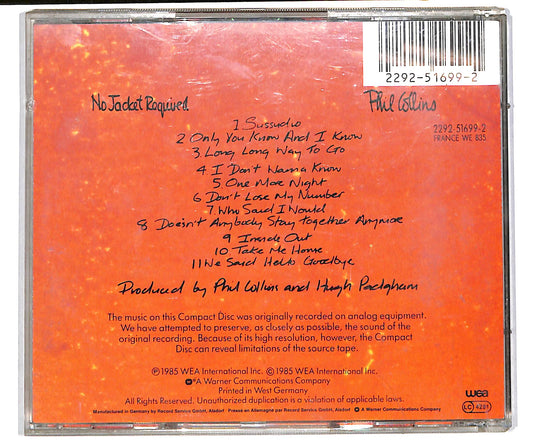 2292-51699-2
No Jacket Required
Phil Collins
2292-51699-2
FRANCE WE 835
1 Sussudio
2 Only You Know And I Know
3 Long Long Way To Go
4 I Don't Wanna Know
5 One More Night
6 Don't Lose My Number
7 Who Said I Would
8 Doesn't Anybody Stay Together Anymore
9 Inside Out
10 Take Me Home
11 We Said Hello Goodbye
Produced by Phil Collins and Hugh Padgham
The music on this Compact Disc was originally recorded on analog equipment.
We have attempted to preserve, as closely as possible, the sound of the
original recording. Because of its high resolution, however, the Compact
Disc can reveal limitations of the source tape.
℗1985 WEA International Inc. ©1985 WEA International Inc.
A Warner Communications Company
Printed in West Germany
All Rights Reserved. Unauthorized duplication is a violation of applicable laws.
wea
Manufactured in Germany by Record Service GmbH, Alsdorf · Pressé en Allemagne par Record Service GmbH, Alsdorf
A Warner Communications Company
LC 4281